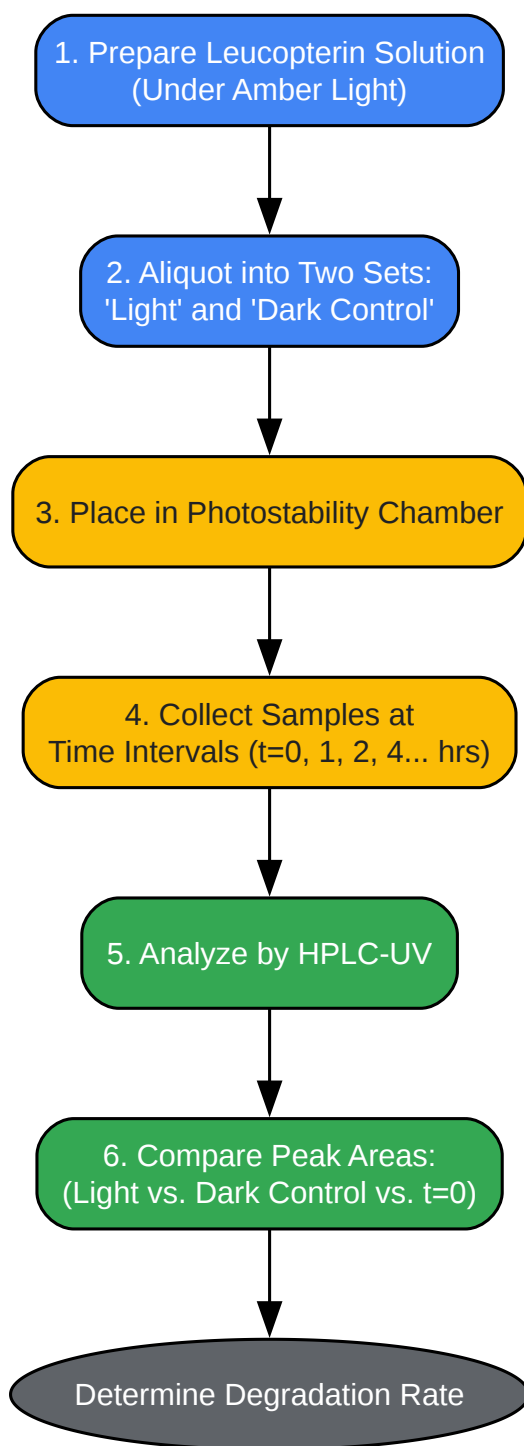 1. Prepare Leucopterin Solution
(Under Amber Light)
2. Aliquot into Two Sets:
'Light' and 'Dark Control'
3. Place in Photostability Chamber
4. Collect Samples at
Time Intervals (t=0, 1, 2, 4... hrs)
5. Analyze by HPLC-UV
6. Compare Peak Areas:
(Light vs. Dark Control vs. t=0)
Determine Degradation Rate